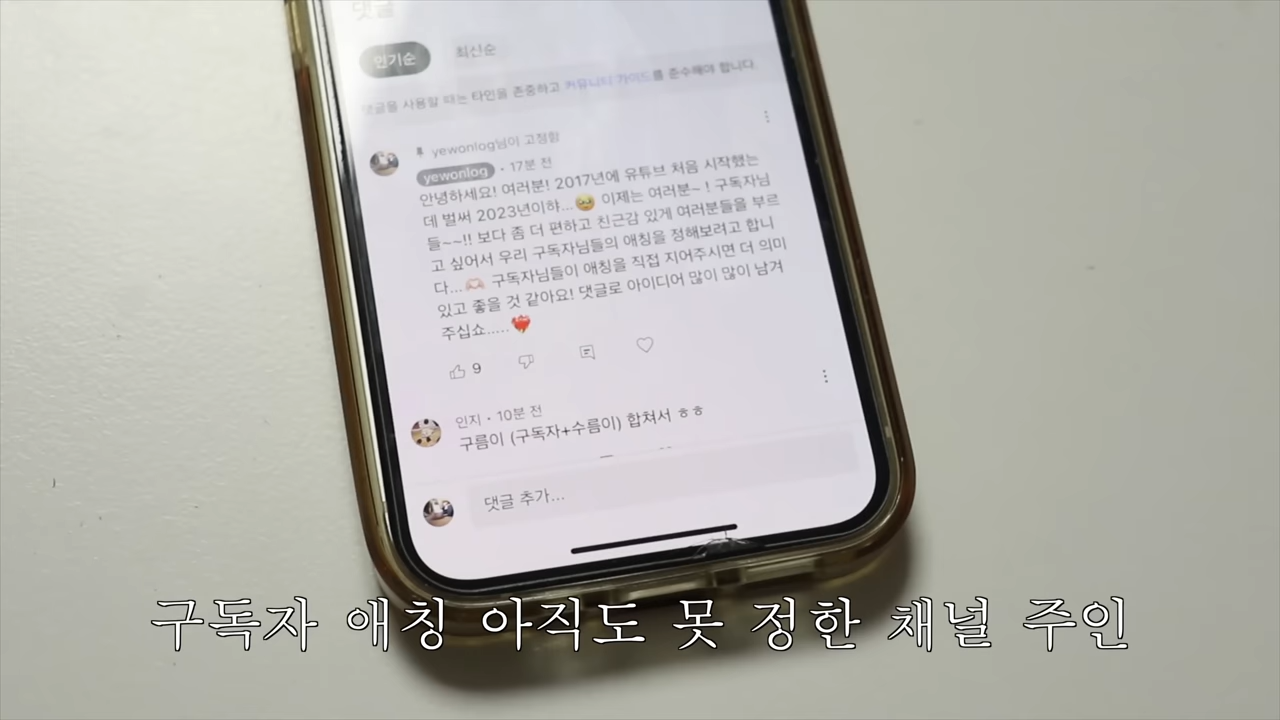 댓글
인기순 최신순
댓글을 사용할 때는 타인을 존중하고 커뮤니티 가이드를 준수해야 합니다.
yewonlog님이 고정함
yewonlog · 17분 전
안녕하세요! 여러분! 2017년에 유튜브 처음 시작했는
데 벌써 2023년이햐...🥹 이제는 여러분~ ! 구독자님
들~~!! 보다 좀 더 편하고 친근감 있게 여러분들을 부르
고 싶어서 우리 구독자님들의 애칭을 정해보려고 합니
다...🫶🏻 구독자님들이 애칭을 직접 지어주시면 더 의미
있고 좋을 것 같아요! 댓글로 아이디어 많이 많이 남겨
주십쇼.....❤️‍🔥
9
인지 · 10분 전
구름이 (구독자+수름이) 합쳐서 ㅎㅎ
댓글 추가...
구독자 애칭 아직도 못 정한 채널 주인